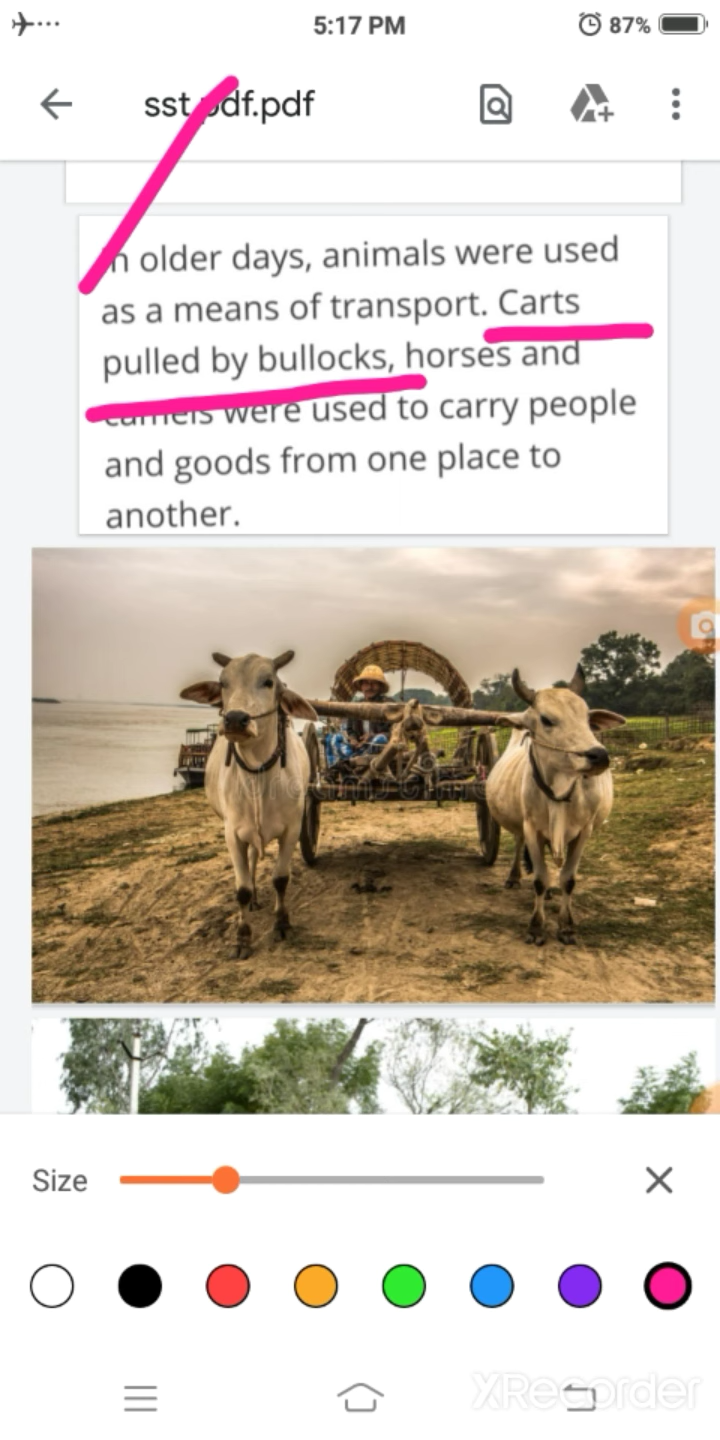 5:17 PM
87%
sst.pdf.pdf
In older days, animals were used
as a means of transport. Carts
pulled by bullocks, horses and
camels were used to carry people
and goods from one place to
another.
Size
XRecorder